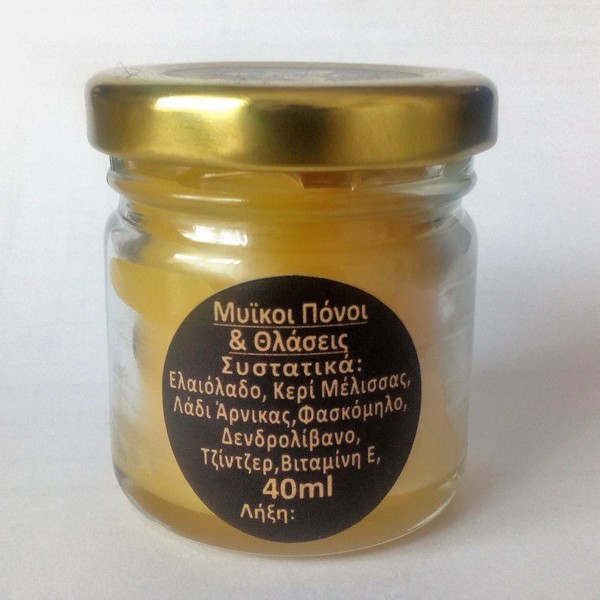 Μυϊκοι Πόνοι
& Θλάσεις
Συστατικά:
Ελαιόλαδο, Κερί Μέλισσας,
Λάδι Άρνικας,Φασκόμηλο,
Δενδρολίβανο,
Τζίντζερ,Βιταμίνη Ε,
40ml
Λήξη: